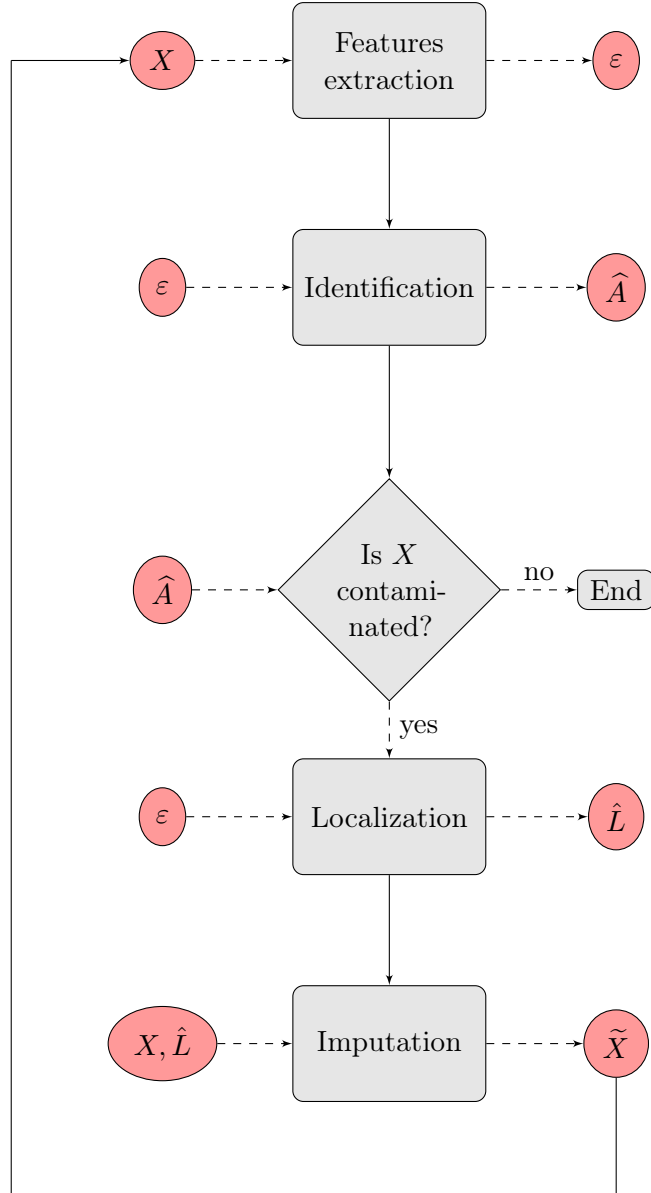 X
Features
extraction
ε
ε
Identification
Â
Â
Is X
contami-
nated?
no
End
yes
ε
Localization
L̂
X, L̂
Imputation
X̃